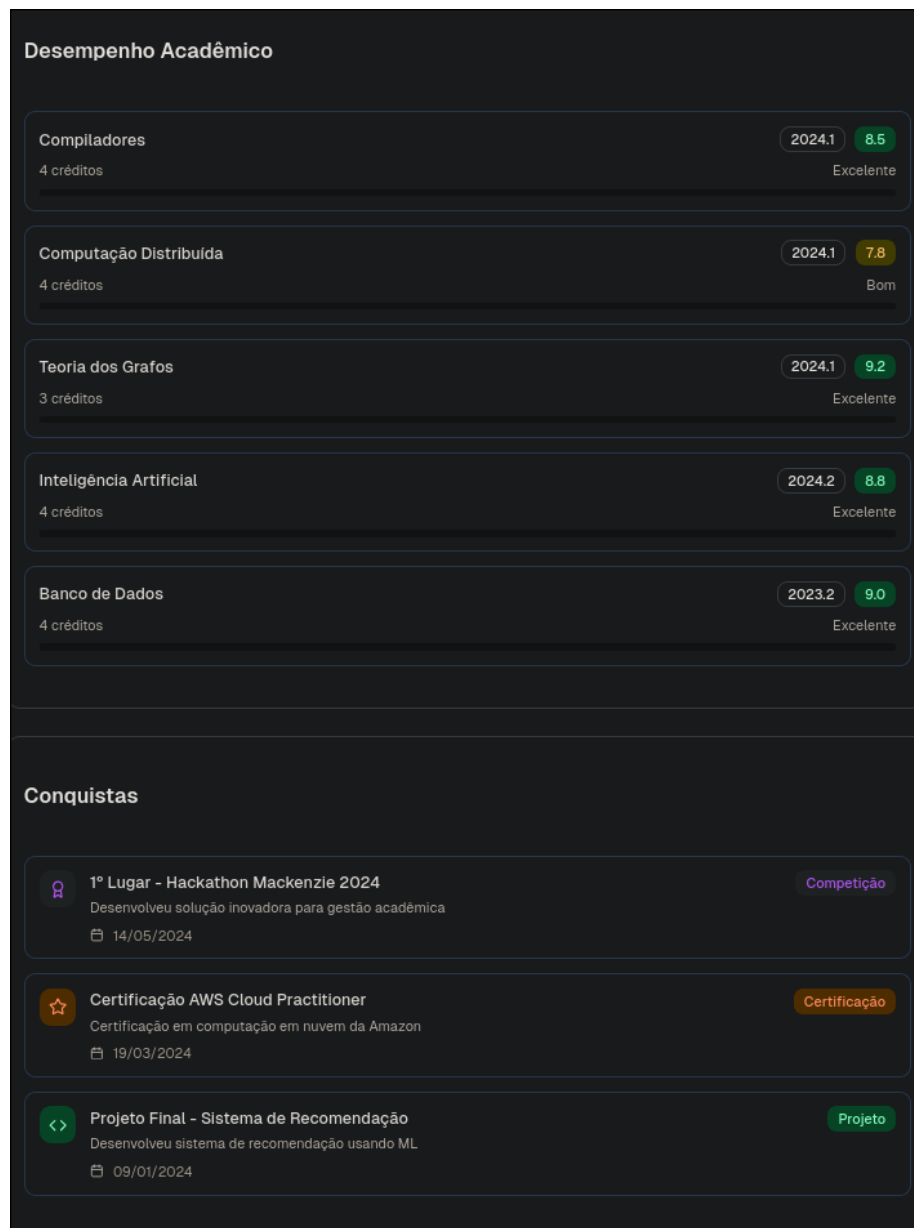 Desempenho Acadêmico
Compiladores 2024.1 8.5
4 créditos Excelente
Computação Distribuída 2024.1 7.8
4 créditos Bom
Teoria dos Grafos 2024.1 9.2
3 créditos Excelente
Inteligência Artificial 2024.2 8.8
4 créditos Excelente
Banco de Dados 2023.2 9.0
4 créditos Excelente
Conquistas
1º Lugar - Hackathon Mackenzie 2024 Competição
Desenvolveu solução inovadora para gestão acadêmica
14/05/2024
Certificação AWS Cloud Practitioner Certificação
Certificação em computação em nuvem da Amazon
19/03/2024
Projeto Final - Sistema de Recomendação Projeto
Desenvolveu sistema de recomendação usando ML
09/01/2024